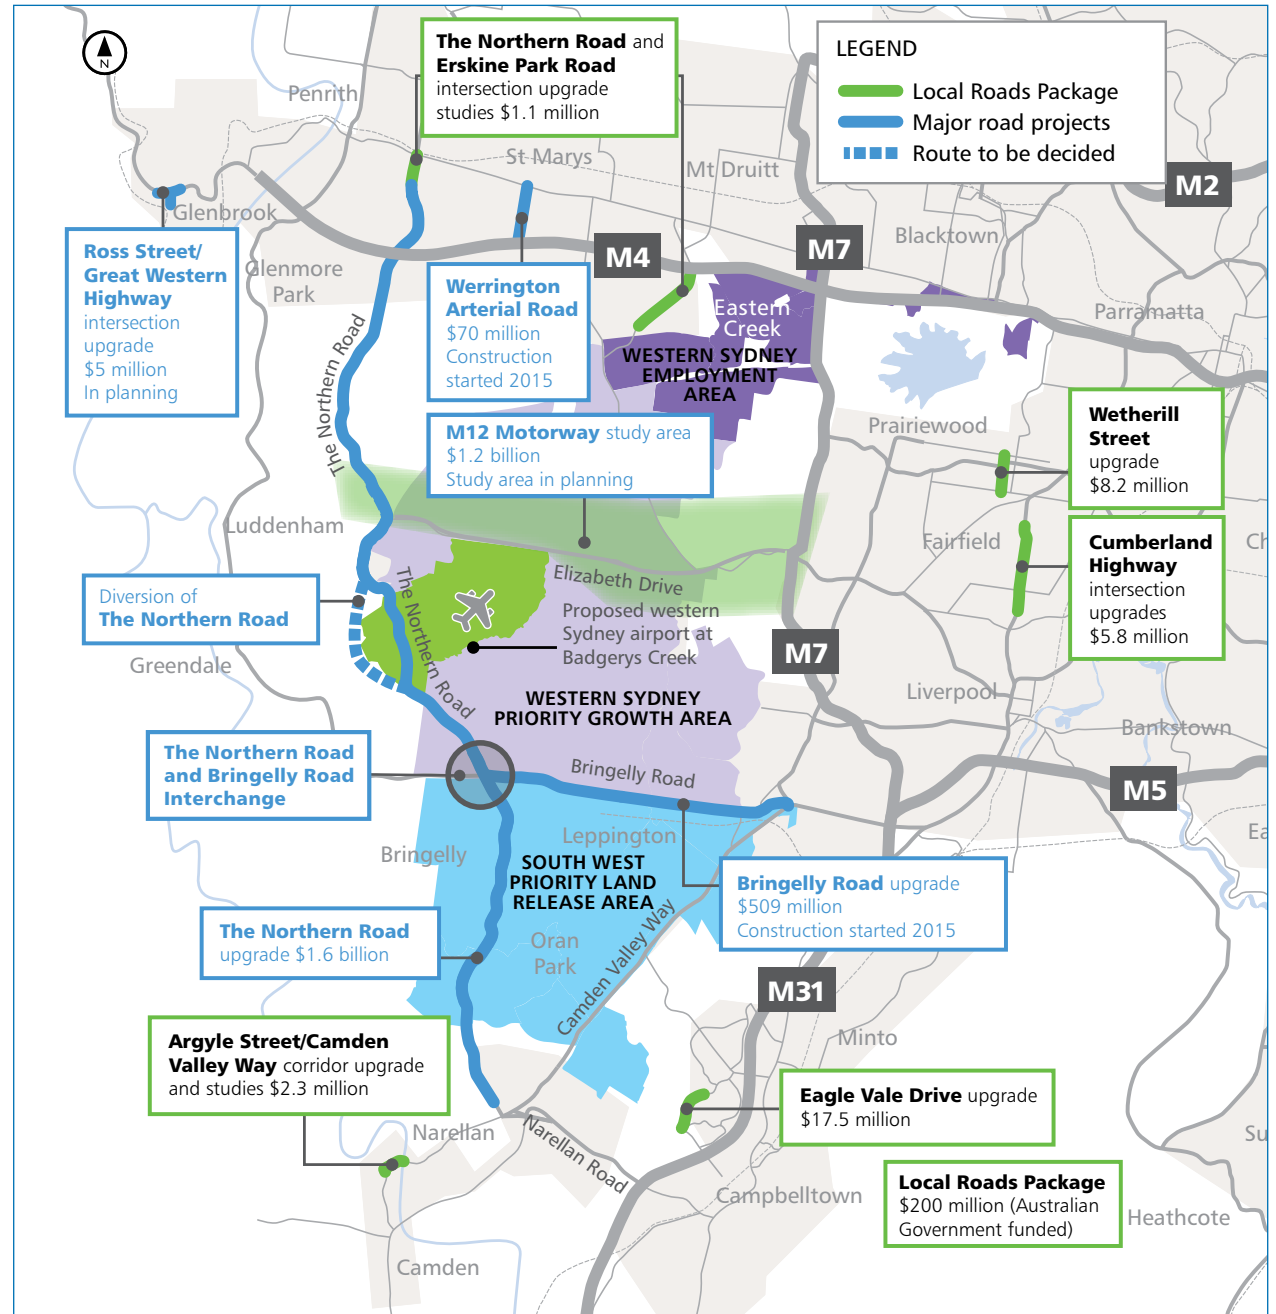 N
The Northern Road and
Erskine Park Road
intersection upgrade
studies $1.1 million
LEGEND
Local Roads Package
Major road projects
Route to be decided
Penrith
St Marys
Mt Druitt
M2
Glenbrook
Blacktown
M7
M4
Ross Street/
Great Western
Highway
intersection
upgrade
$5 million
In planning
Glenmore
Park
Werrington
Arterial Road
$70 million
Construction
started 2015
Eastern
Creek
Parramatta
WESTERN SYDNEY
EMPLOYMENT
AREA
The Northern Road
M12 Motorway study area
$1.2 billion
Study area in planning
Prairiewood
Wetherill
Street
upgrade
$8.2 million
Luddenham
Fairfield
Ch
Cumberland
Highway
intersection
upgrades
$5.8 million
Elizabeth Drive
The Northern Road
Diversion of
The Northern Road
Proposed western
Sydney airport at
Badgerys Creek
Greendale
M7
Liverpool
WESTERN SYDNEY
PRIORITY GROWTH AREA
Bankstown
The Northern Road
and Bringelly Road
Interchange
Bringelly Road
M5
Leppington
Ea
Bringelly
SOUTH WEST
PRIORITY LAND
RELEASE AREA
Bringelly Road upgrade
$509 million
Construction started 2015
The Northern Road
upgrade $1.6 billion
Oran
Park
Camden Valley Way
M31
Argyle Street/Camden
Valley Way corridor upgrade
and studies $2.3 million
Minto
Eagle Vale Drive upgrade
$17.5 million
Narellan
Narellan Road
Su
Local Roads Package
$200 million (Australian
Government funded)
Campbelltown
Heathcote
Camden